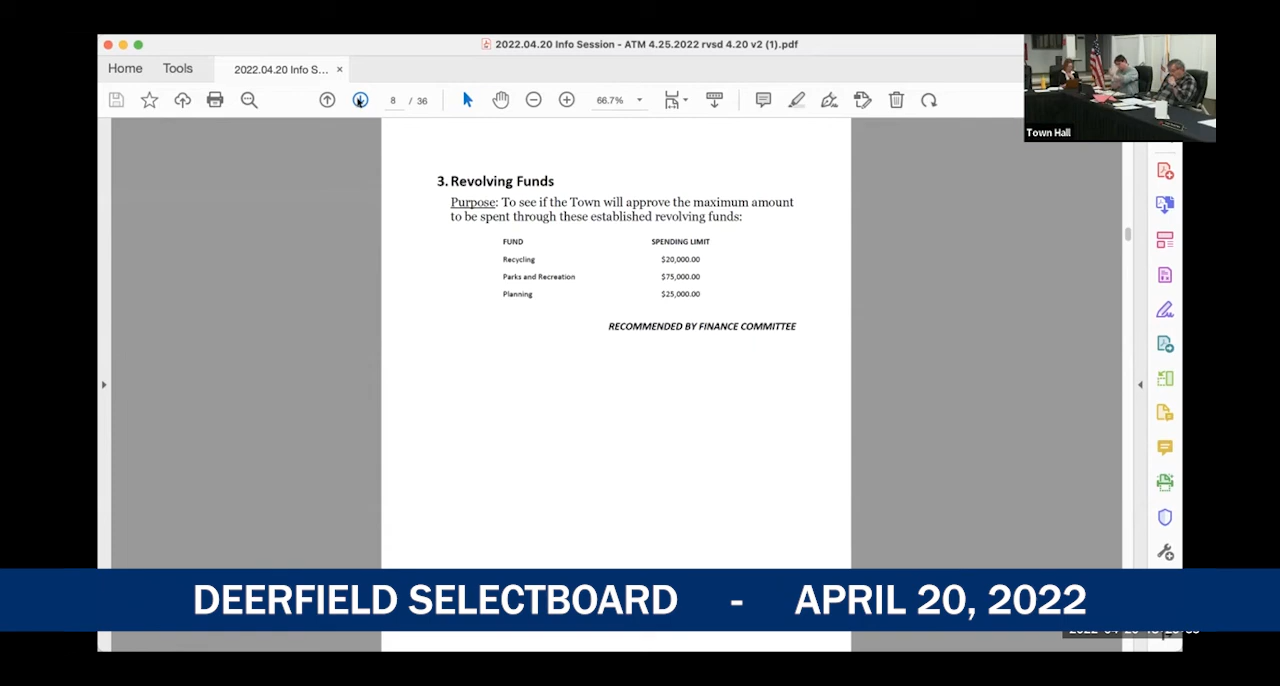 2022.04.20 Info Session - ATM 4.25.2022 rvsd 4.20 v2 (1).pdf
Home Tools 2022.04.20 Info S... ×
8 / 36 66.7%
Town Hall
3. Revolving Funds
Purpose: To see if the Town will approve the maximum amount
to be spent through these established revolving funds:
FUND SPENDING LIMIT
Recycling $20,000.00
Parks and Recreation $75,000.00
Planning $25,000.00
RECOMMENDED BY FINANCE COMMITTEE
DEERFIELD SELECTBOARD - APRIL 20, 2022